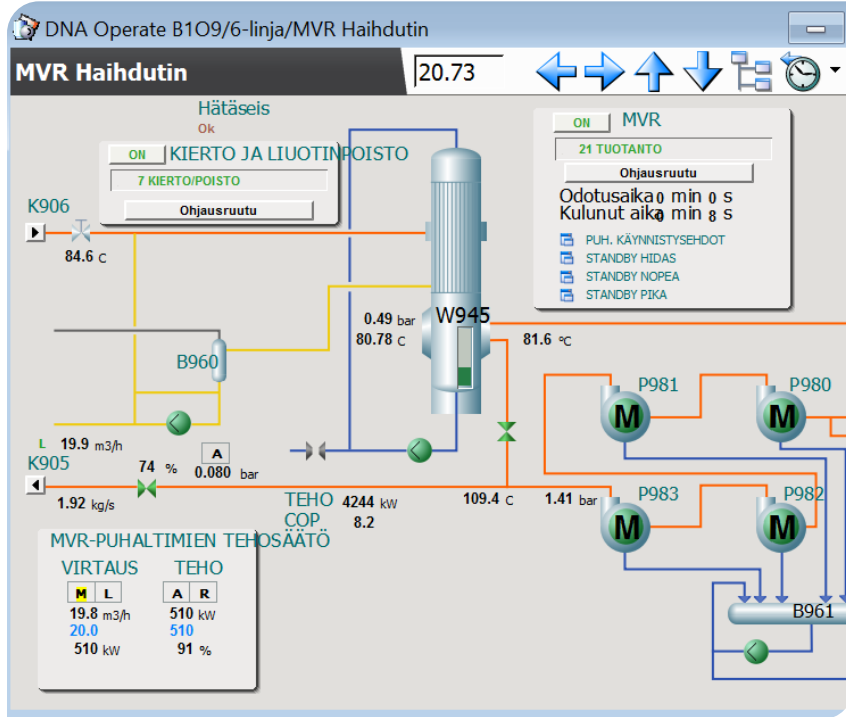 DNA Operate B1O9/6-linja/MVR Haihdutin
MVR Haihdutin
20.73
Hätäseis
Ok
ON KIERTO JA LIUOTINPOISTO
7 KIERTO/POISTO
Ohjausruutu
ON MVR
21 TUOTANTO
Ohjausruutu
Odotusaika 0 min 0 s
Kulunut aika 0 min 8 s
PUH. KÄYNNISTYSEHDOT
STANDBY HIDAS
STANDBY NOPEA
STANDBY PIKA
K906
84.6 C
0.49 bar
W945
80.78 C
81.6 °C
B960
P981
P980
M
M
L 19.9 m3/h
K905
74 %
A
0.080 bar
1.92 kg/s
TEHO 4244 kW
COP 8.2
109.4 C
1.41 bar
P983
P982
M
M
B961
MVR-PUHALTIMIEN TEHOSÄÄTÖ
VIRTAUS TEHO
M L A R
19.8 m3/h 510 kW
20.0 510
510 kW 91 %